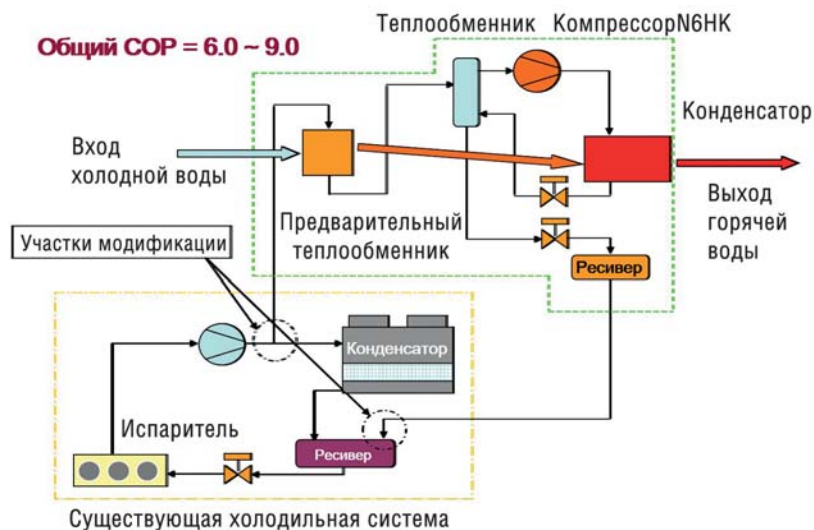 Общий COP = 6.0 ~ 9.0
Теплообменник
КомпрессорN6HK
Конденсатор
Вход
холодной воды
Выход
горячей
воды
Предварительный
теплообменник
Участки модификации
Ресивер
Конденсатор
Испаритель
Ресивер
Существующая холодильная система